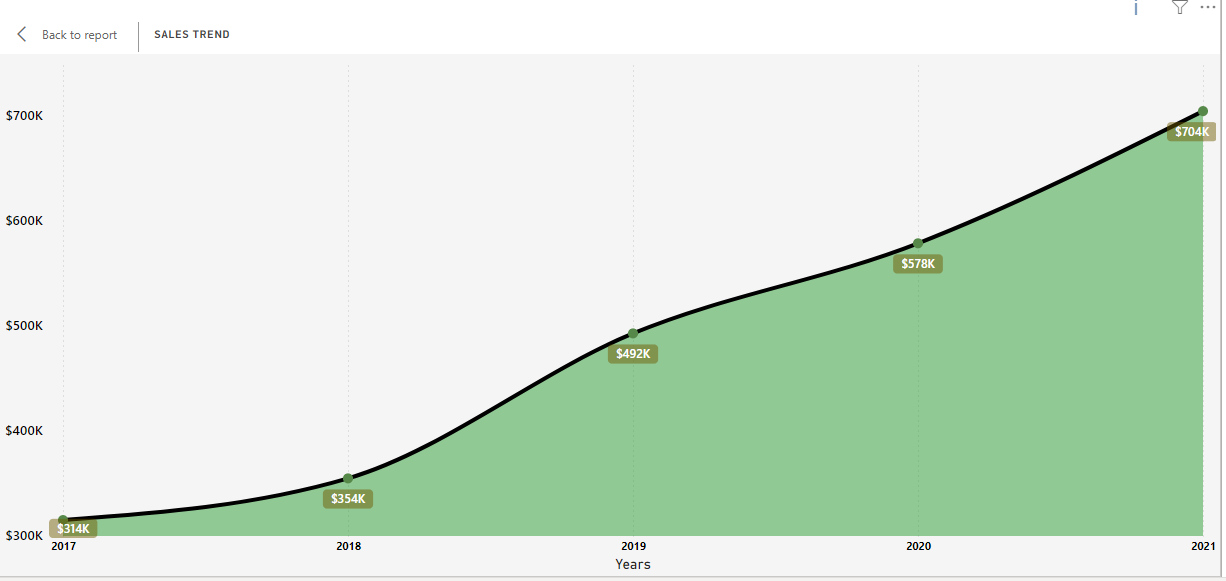 Back to report
SALES TREND
$700K
$600K
$500K
$400K
$300K
$314K
$354K
$492K
$578K
$704K
2017
2018
2019
2020
2021
Years